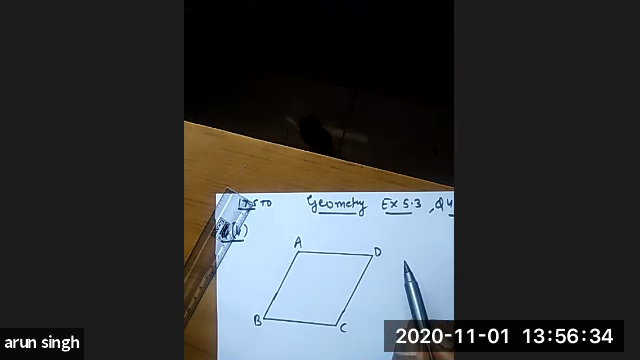 Geometry Ex 5.3, Q4
A D
B C
arun singh
2020-11-01 13:56:34